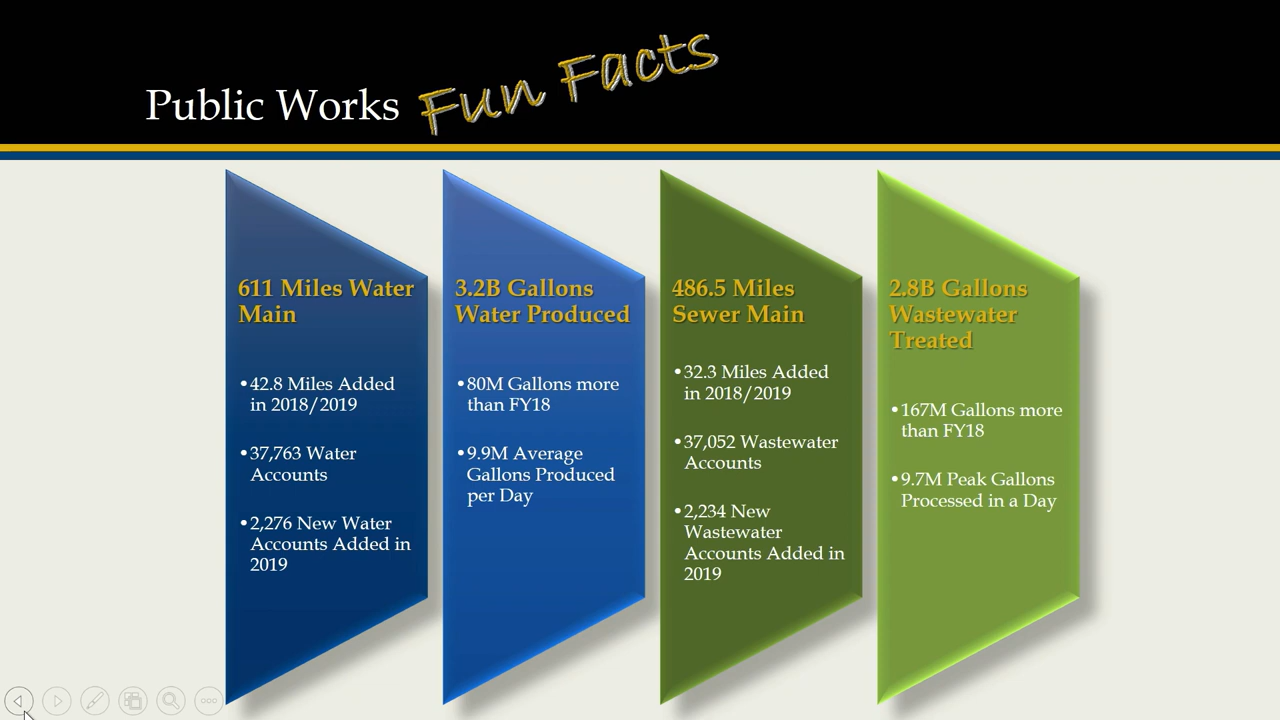 Public Works Fun Facts
611 Miles Water
Main
•42.8 Miles Added
in 2018/2019
•37,763 Water
Accounts
•2,276 New Water
Accounts Added in
2019
3.2B Gallons
Water Produced
•80M Gallons more
than FY18
•9.9M Average
Gallons Produced
per Day
486.5 Miles
Sewer Main
•32.3 Miles Added
in 2018/2019
•37,052 Wastewater
Accounts
•2,234 New
Wastewater
Accounts Added in
2019
2.8B Gallons
Wastewater
Treated
•167M Gallons more
than FY18
•9.7M Peak Gallons
Processed in a Day